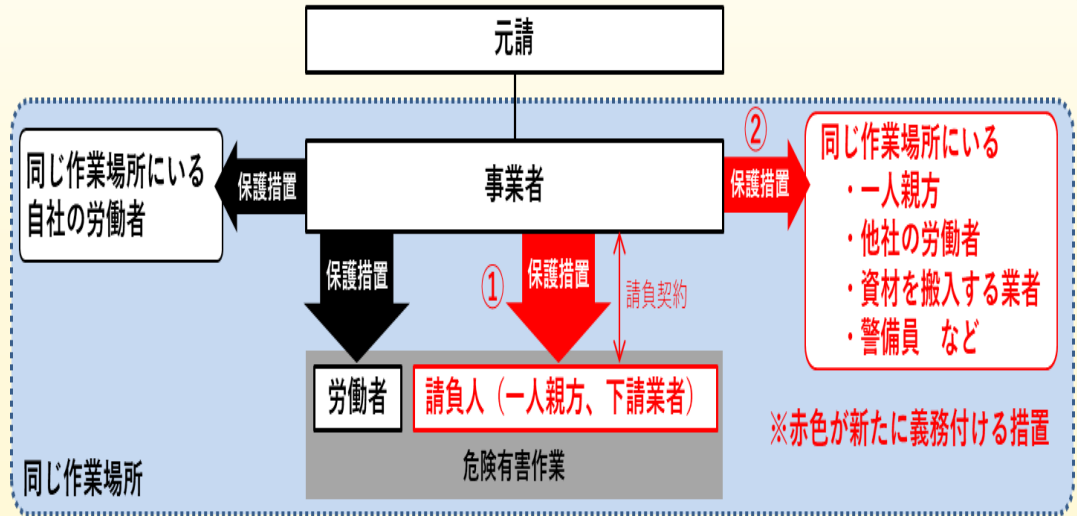 元請
同じ作業場所にいる
自社の労働者
保護措置
事業者
②
保護措置
同じ作業場所にいる
・一人親方
・他社の労働者
・資材を搬入する業者
・警備員　など
保護措置
①
保護措置
請負契約
労働者
請負人（一人親方、下請業者）
危険有害作業
※赤色が新たに義務付ける措置
同じ作業場所